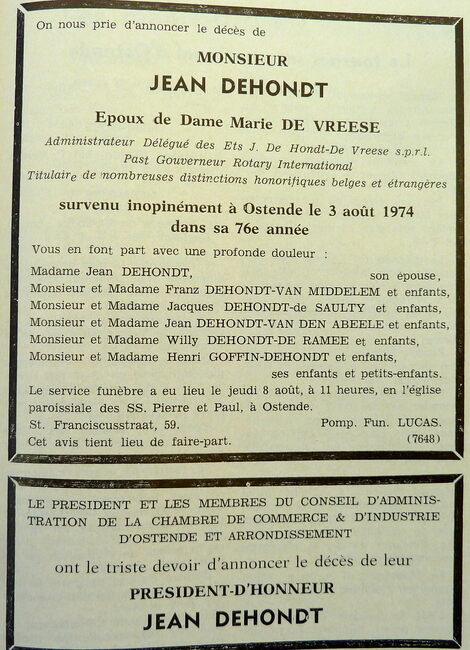 On nous prie d'annoncer le décès de
MONSIEUR
JEAN DEHONDT
Epoux de Dame Marie DE VREESE
Administrateur Délégué des Ets J. De Hondt-De Vreese s.p.r.l.
Past Gouverneur Rotary International
Titulaire de nombreuses distinctions honorifiques belges et étrangères
survenu inopinément à Ostende le 3 août 1974
dans sa 76e année
Vous en font part avec une profonde douleur :
Madame Jean DEHONDT, son épouse,
Monsieur et Madame Franz DEHONDT-VAN MIDDELEM et enfants,
Monsieur et Madame Jacques DEHONDT-de SAULTY et enfants,
Monsieur et Madame Jean DEHONDT-VAN DEN ABEELE et enfants,
Monsieur et Madame Willy DEHONDT-DE RAMEE et enfants,
Monsieur et Madame Henri GOFFIN-DEHONDT et enfants,
ses enfants et petits-enfants.
Le service funèbre a eu lieu le jeudi 8 août, à 11 heures, en l'église
paroissiale des SS. Pierre et Paul, à Ostende.
St. Franciscusstraat, 59. Pomp. Fun. LUCAS.
Cet avis tient lieu de faire-part. (7648)
LE PRESIDENT ET LES MEMBRES DU CONSEIL D'ADMINIS-
TRATION DE LA CHAMBRE DE COMMERCE & D'INDUSTRIE
D'OSTENDE ET ARRONDISSEMENT
ont le triste devoir d'annoncer le décès de leur
PRESIDENT-D'HONNEUR
JEAN DEHONDT